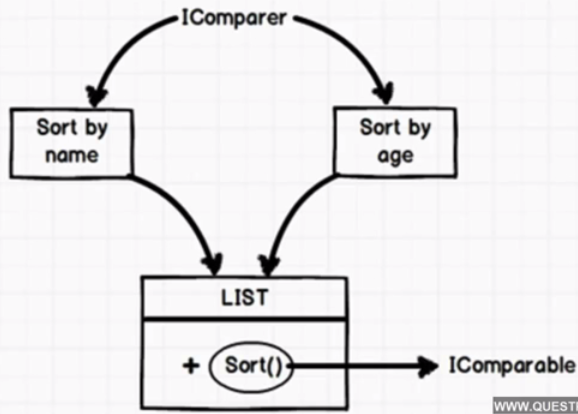 IComparer
Sort by
name
Sort by
age
LIST
+ Sort()
IComparable